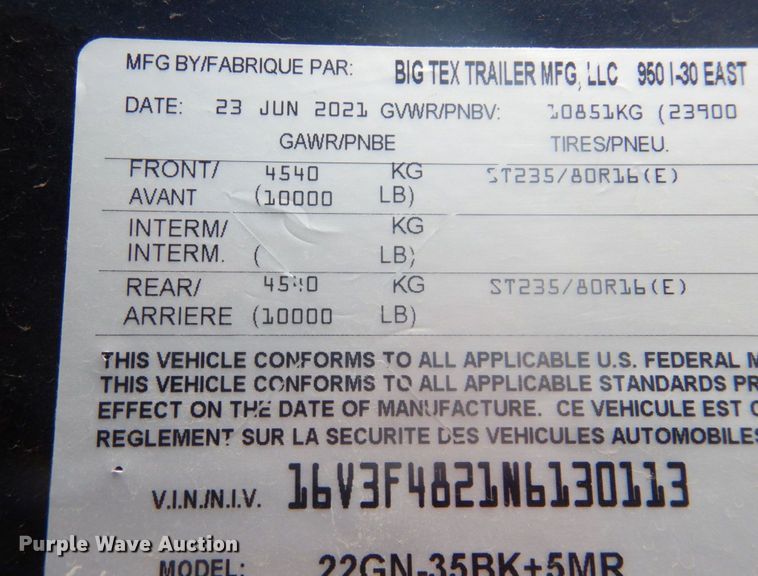 MFG BY/FABRIQUE PAR: BIG TEX TRAILER MFG, LLC 950 I-30 EAST
DATE: 23 JUN 2021 GVWR/PNBV: 10851KG (23900
GAWR/PNBE TIRES/PNEU.
FRONT/ 4540 KG ST235/80R16(E)
AVANT (10000 LB)
INTERM/ KG
INTERM. ( LB)
REAR/ 4540 KG ST235/80R16(E)
ARRIERE (10000 LB)
THIS VEHICLE CONFORMS TO ALL APPLICABLE U.S. FEDERAL M
THIS VEHICLE CONFORMS TO ALL APPLICABLE STANDARDS PR
EFFECT ON THE DATE OF MANUFACTURE. CE VEHICULE EST C
REGLEMENT SUR LA SECURITE DES VEHICULES AUTOMOBILES
V.I.N./N.I.V. 16V3F4821N6130113
MODEL: 22GN-35BK+5MR
Purple Wave Auction